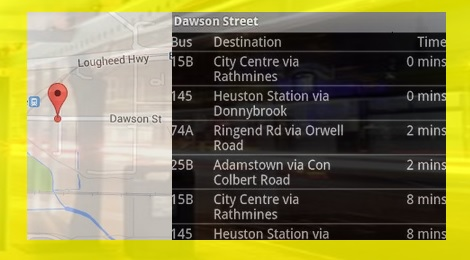 Dawson Street
Bus Destination Time
15B City Centre via Rathmines 0 mins
145 Heuston Station via Donnybrook 0 mins
74A Ringend Rd via Orwell Road 2 mins
25B Adamstown via Con Colbert Road 2 mins
15B City Centre via Rathmines 8 mins
145 Heuston Station via 8 mins
Lougheed Hwy
Dawson St